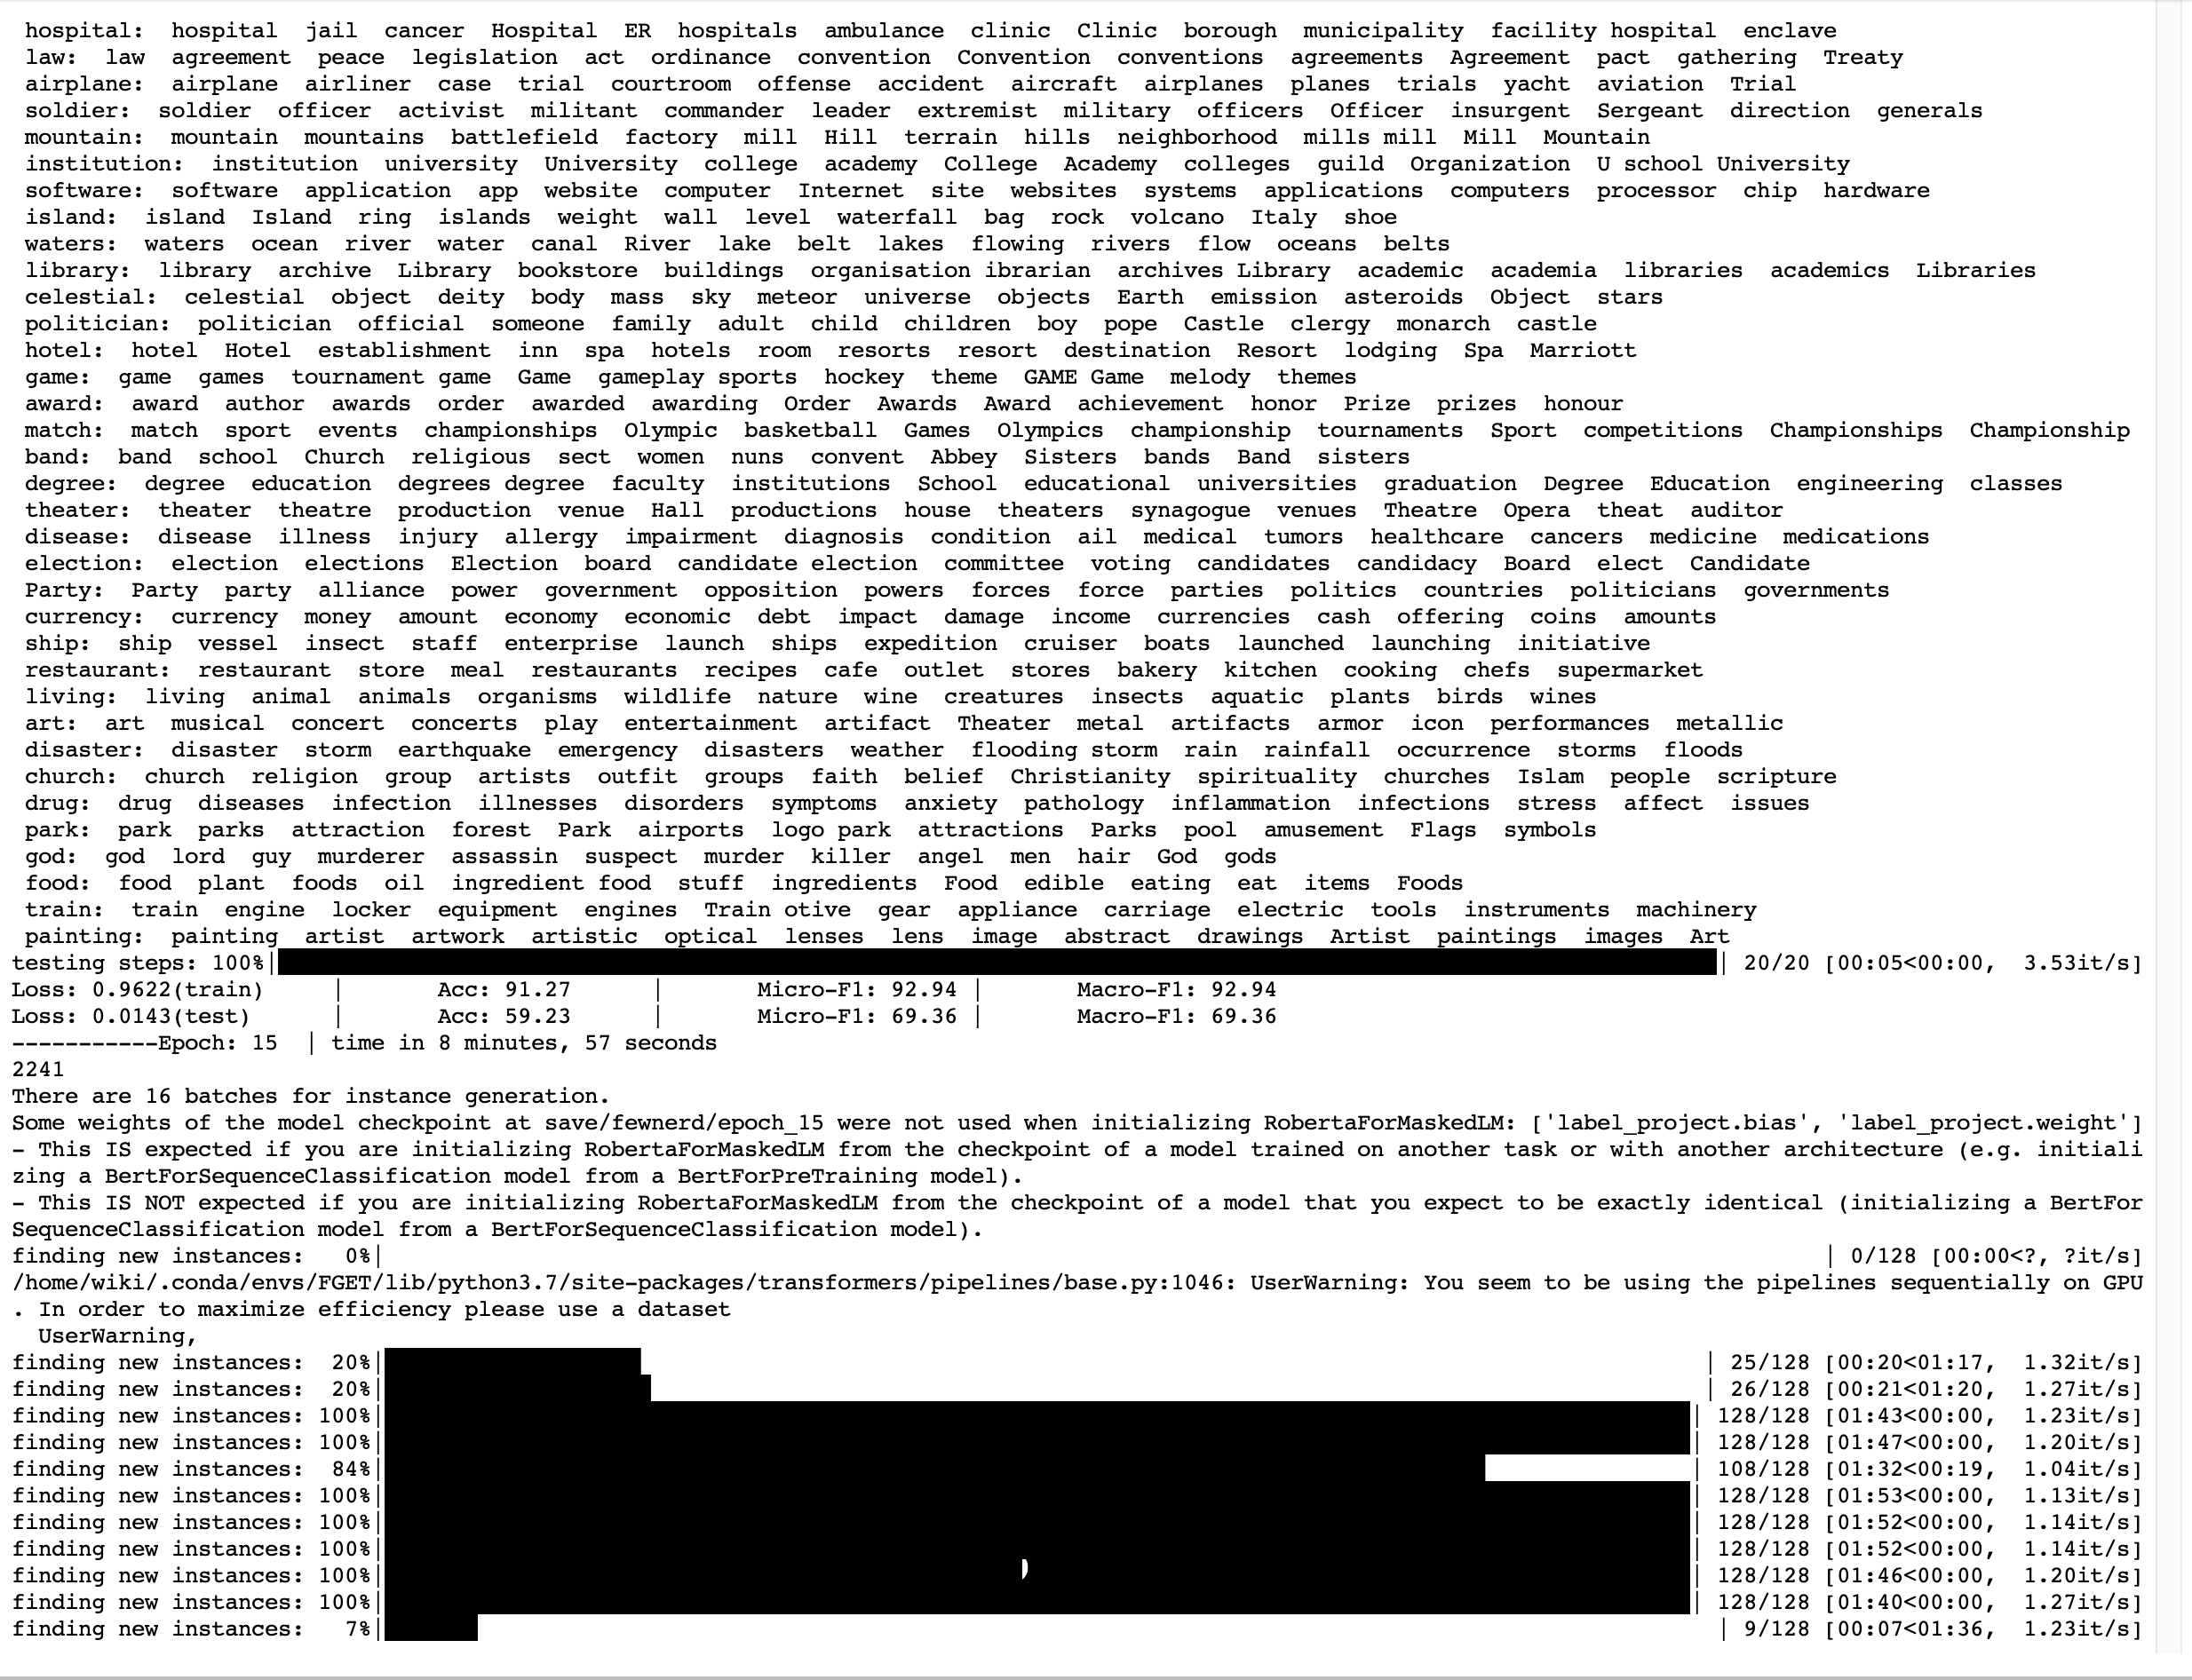 hospital: hospital jail cancer Hospital ER hospitals ambulance clinic Clinic borough municipality facility hospital enclave
law: law agreement peace legislation act ordinance convention Convention conventions agreements Agreement pact gathering Treaty
airplane: airplane airliner case trial courtroom offense accident aircraft airplanes planes trials yacht aviation Trial
soldier: soldier officer activist militant commander leader extremist military officers Officer insurgent Sergeant direction generals
mountain: mountain mountains battlefield factory mill Hill terrain hills neighborhood mills mill Mill Mountain
institution: institution university University college academy College Academy colleges guild Organization U school University
software: software application app website computer Internet site websites systems applications computers processor chip hardware
island: island Island ring islands weight wall level waterfall bag rock volcano Italy shoe
waters: waters ocean river water canal River lake belt lakes flowing rivers flow oceans belts
library: library archive Library bookstore buildings organisation ibrarian archives Library academic academia libraries academics Libraries
celestial: celestial object deity body mass sky meteor universe objects Earth emission asteroids Object stars
politician: politician official someone family adult child children boy pope Castle clergy monarch castle
hotel: hotel Hotel establishment inn spa hotels room resorts resort destination Resort lodging Spa Marriott
game: game games tournament game Game gameplay sports hockey theme GAME Game melody themes
award: award author awards order awarded awarding Order Awards Award achievement honor Prize prizes honour
match: match sport events championships Olympic basketball Games Olympics championship tournaments Sport competitions Championships Championship
band: band school Church religious sect women nuns convent Abbey Sisters bands Band sisters
degree: degree education degrees degree faculty institutions School educational universities graduation Degree Education engineering classes
theater: theater theatre production venue Hall productions house theaters synagogue venues Theatre Opera theat auditor
disease: disease illness injury allergy impairment diagnosis condition ail medical tumors healthcare cancers medicine medications
election: election elections Election board candidate election committee voting candidates candidacy Board elect Candidate
Party: Party party alliance power government opposition powers forces force parties politics countries politicians governments
currency: currency money amount economy economic debt impact damage income currencies cash offering coins amounts
ship: ship vessel insect staff enterprise launch ships expedition cruiser boats launched launching initiative
restaurant: restaurant store meal restaurants recipes cafe outlet stores bakery kitchen cooking chefs supermarket
living: living animal animals organisms wildlife nature wine creatures insects aquatic plants birds wines
art: art musical concert concerts play entertainment artifact Theater metal artifacts armor icon performances metallic
disaster: disaster storm earthquake emergency disasters weather flooding storm rain rainfall occurrence storms floods
church: church religion group artists outfit groups faith belief Christianity spirituality churches Islam people scripture
drug: drug diseases infection illnesses disorders symptoms anxiety pathology inflammation infections stress affect issues
park: park parks attraction forest Park airports logo park attractions Parks pool amusement Flags symbols
god: god lord guy murderer assassin suspect murder killer angel men hair God gods
food: food plant foods oil ingredient food stuff ingredients Food edible eating eat items Foods
train: train engine locker equipment engines Train otive gear appliance carriage electric tools instruments machinery
painting: painting artist artwork artistic optical lenses lens image abstract drawings Artist paintings images Art
testing steps: 100%| | 20/20 [00:05<00:00, 3.53it/s]
Loss: 0.9622(train) | Acc: 91.27 | Micro-F1: 92.94 | Macro-F1: 92.94
Loss: 0.0143(test) | Acc: 59.23 | Micro-F1: 69.36 | Macro-F1: 69.36
-----------Epoch: 15 | time in 8 minutes, 57 seconds
2241
There are 16 batches for instance generation.
Some weights of the model checkpoint at save/fewnerd/epoch_15 were not used when initializing RobertaForMaskedLM: ['label_project.bias', 'label_project.weight']
- This IS expected if you are initializing RobertaForMaskedLM from the checkpoint of a model trained on another task or with another architecture (e.g. initiali
zing a BertForSequenceClassification model from a BertForPreTraining model).
- This IS NOT expected if you are initializing RobertaForMaskedLM from the checkpoint of a model that you expect to be exactly identical (initializing a BertFor
SequenceClassification model from a BertForSequenceClassification model).
finding new instances: 0%| | 0/128 [00:00<?, ?it/s]
/home/wiki/.conda/envs/FGET/lib/python3.7/site-packages/transformers/pipelines/base.py:1046: UserWarning: You seem to be using the pipelines sequentially on GPU
. In order to maximize efficiency please use a dataset
UserWarning,
finding new instances: 20%| | 25/128 [00:20<01:17, 1.32it/s]
finding new instances: 20%| | 26/128 [00:21<01:20, 1.27it/s]
finding new instances: 100%| | 128/128 [01:43<00:00, 1.23it/s]
finding new instances: 100%| | 128/128 [01:47<00:00, 1.20it/s]
finding new instances: 84%| | 108/128 [01:32<00:19, 1.04it/s]
finding new instances: 100%| | 128/128 [01:53<00:00, 1.13it/s]
finding new instances: 100%| | 128/128 [01:52<00:00, 1.14it/s]
finding new instances: 100%| | 128/128 [01:52<00:00, 1.14it/s]
finding new instances: 100%| | 128/128 [01:46<00:00, 1.20it/s]
finding new instances: 100%| | 128/128 [01:40<00:00, 1.27it/s]
finding new instances: 7%| | 9/128 [00:07<01:36, 1.23it/s]